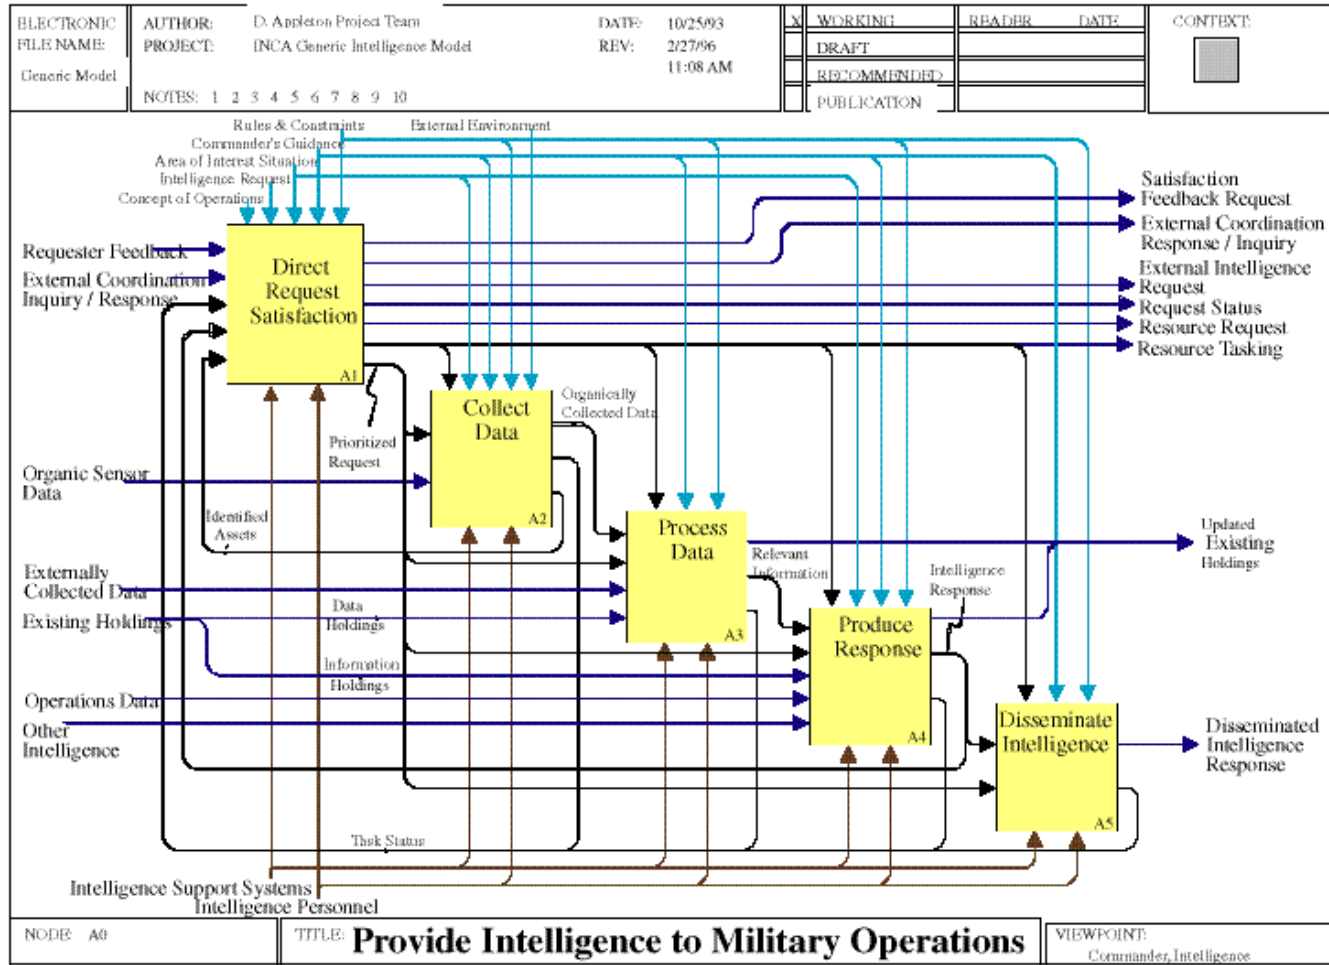 ELECTRONIC
FILE NAME:
Generic Model
AUTHOR: D. Appleton Project Team
PROJECT: INCA Generic Intelligence Model
NOTES: 1 2 3 4 5 6 7 8 9 10
DATE: 10/25/93
REV: 2/27/96
11:08 AM
X WORKING
DRAFT
RECOMMENDED
PUBLICATION
READER DATE
CONTEXT:
Rules & Constraints
External Environment
Commander's Guidance
Area of Interest Situation
Intelligence Request
Concept of Operations
Requester Feedback
External Coordination
Inquiry / Response
Direct
Request
Satisfaction
A1
Satisfaction
Feedback Request
External Coordination
Response / Inquiry
External Intelligence
Request
Request Status
Resource Request
Resource Tasking
Prioritized
Request
Collect
Data
A2
Organically
Collected Data
Organic Sensor
Data
Identified
Assets
Process
Data
A3
Relevant
Information
Updated
Existing
Holdings
Externally
Collected Data
Existing Holdings
Data
Holdings
Intelligence
Response
Produce
Response
A4
Information
Holdings
Operations Data
Other
Intelligence
Disseminate
Intelligence
A5
Disseminated
Intelligence
Response
Task Status
Intelligence Support Systems
Intelligence Personnel
NODE: A0
TITLE: Provide Intelligence to Military Operations
VIEWPOINT:
Commander, Intelligence